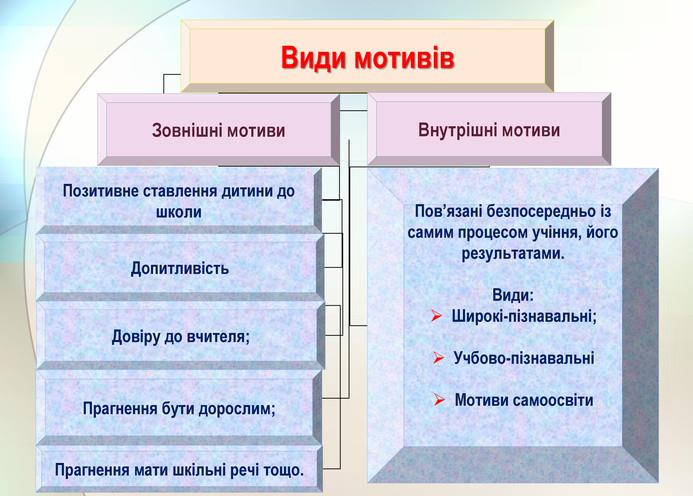 Види мотивів
Зовнішні мотиви
Внутрішні мотиви
Позитивне ставлення дитини до
школи
Допитливість
Довіру до вчителя;
Прагнення бути дорослим;
Прагнення мати шкільні речі тощо.
Пов’язані безпосередньо із
самим процесом учіння, його
результатами.
Види:
Широкі-пізнавальні;
Учбово-пізнавальні
Мотиви самоосвіти